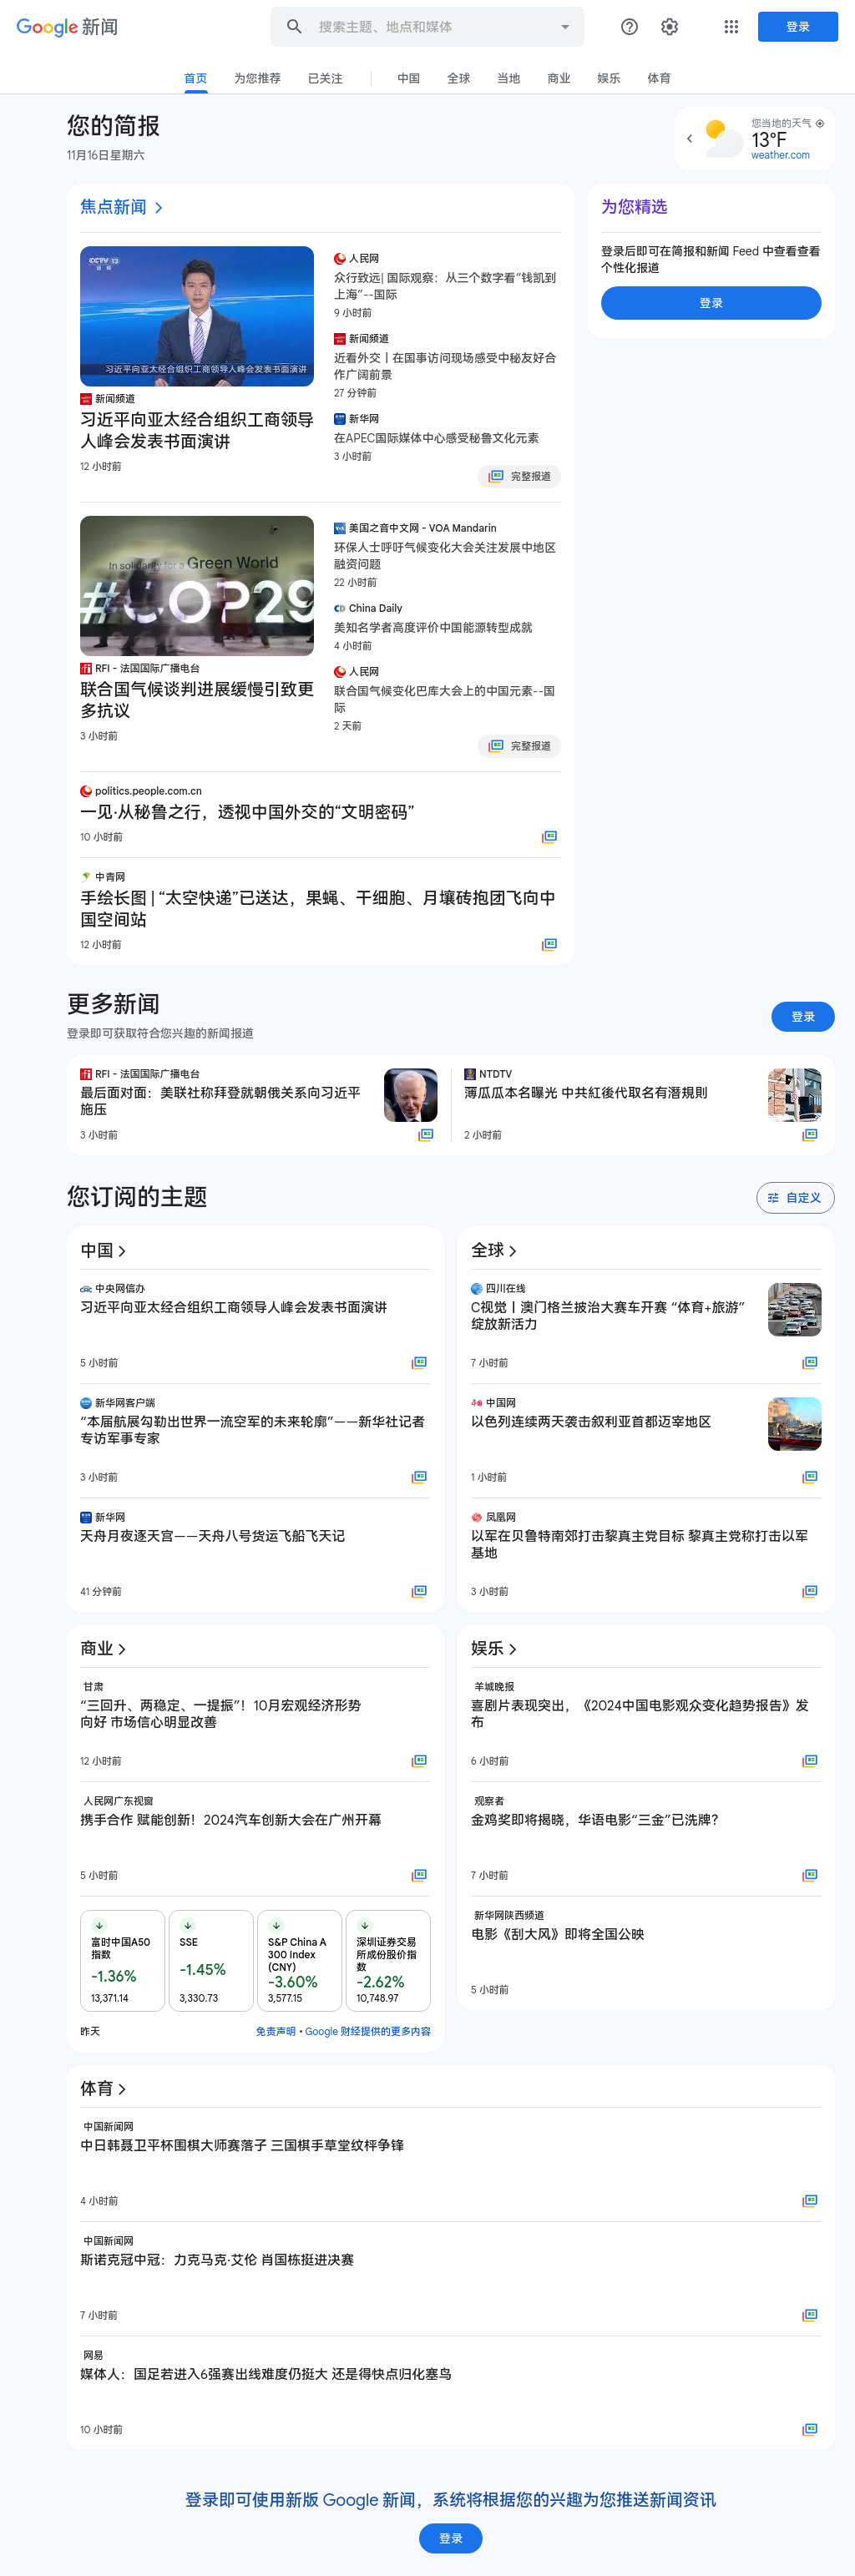 Google 新闻
搜索主题、地点和媒体
登录
首页
为您推荐
已关注
中国
全球
当地
商业
娱乐
体育
您的简报
11月16日星期六
您当地的天气
13°F
weather.com
焦点新闻
CCTV 13
新闻
习近平向亚太经合组织工商领导人峰会发表书面演讲
新闻频道
习近平向亚太经合组织工商领导
人峰会发表书面演讲
12 小时前
人民网
众行致远| 国际观察：从三个数字看“钱凯到
上海”--国际
9 小时前
新闻频道
近看外交丨在国事访问现场感受中秘友好合
作广阔前景
27 分钟前
新华网
在APEC国际媒体中心感受秘鲁文化元素
3 小时前
完整报道
为您精选
登录后即可在简报和新闻 Feed 中查看查看
个性化报道
登录
In solidarity for a Green World
#COP29
RFI - 法国国际广播电台
联合国气候谈判进展缓慢引致更
多抗议
3 小时前
美国之音中文网 - VOA Mandarin
环保人士呼吁气候变化大会关注发展中地区
融资问题
22 小时前
China Daily
美知名学者高度评价中国能源转型成就
4 小时前
人民网
联合国气候变化巴库大会上的中国元素--国
际
2 天前
完整报道
politics.people.com.cn
一见·从秘鲁之行，透视中国外交的“文明密码”
10 小时前
中青网
手绘长图 | “太空快递”已送达，果蝇、干细胞、月壤砖抱团飞向中
国空间站
12 小时前
更多新闻
登录即可获取符合您兴趣的新闻报道
登录
RFI - 法国国际广播电台
最后面对面：美联社称拜登就朝俄关系向习近平
施压
3 小时前
NTDTV
薄瓜瓜本名曝光 中共紅後代取名有潛規則
2 小时前
您订阅的主题
自定义
中国
中央网信办
习近平向亚太经合组织工商领导人峰会发表书面演讲
5 小时前
新华网客户端
“本届航展勾勒出世界一流空军的未来轮廓”——新华社记者
专访军事专家
3 小时前
新华网
天舟月夜逐天宫——天舟八号货运飞船飞天记
41 分钟前
全球
四川在线
C视觉丨澳门格兰披治大赛车开赛 “体育+旅游”
绽放新活力
7 小时前
中国网
以色列连续两天袭击叙利亚首都迈宰地区
1 小时前
凤凰网
以军在贝鲁特南郊打击黎真主党目标 黎真主党称打击以军
基地
3 小时前
商业
甘肃
“三回升、两稳定、一提振”！10月宏观经济形势
向好 市场信心明显改善
12 小时前
人民网广东视窗
携手合作 赋能创新！2024汽车创新大会在广州开幕
5 小时前
富时中国A50
指数
-1.36%
13,371.14
SSE
-1.45%
3,330.73
S&P China A
300 Index
(CNY)
-3.60%
3,577.15
深圳证券交易
所成份股价指
数
-2.62%
10,748.97
昨天
免责声明 • Google 财经提供的更多内容
娱乐
羊城晚报
喜剧片表现突出，《2024中国电影观众变化趋势报告》发
布
6 小时前
观察者
金鸡奖即将揭晓，华语电影“三金”已洗牌？
7 小时前
新华网陕西频道
电影《刮大风》即将全国公映
5 小时前
体育
中国新闻网
中日韩聂卫平杯围棋大师赛落子 三国棋手草堂纹枰争锋
4 小时前
中国新闻网
斯诺克冠中冠：力克马克·艾伦 肖国栋挺进决赛
7 小时前
网易
媒体人：国足若进入6强赛出线难度仍挺大 还是得快点归化塞鸟
10 小时前
登录即可使用新版 Google 新闻，系统将根据您的兴趣为您推送新闻资讯
登录